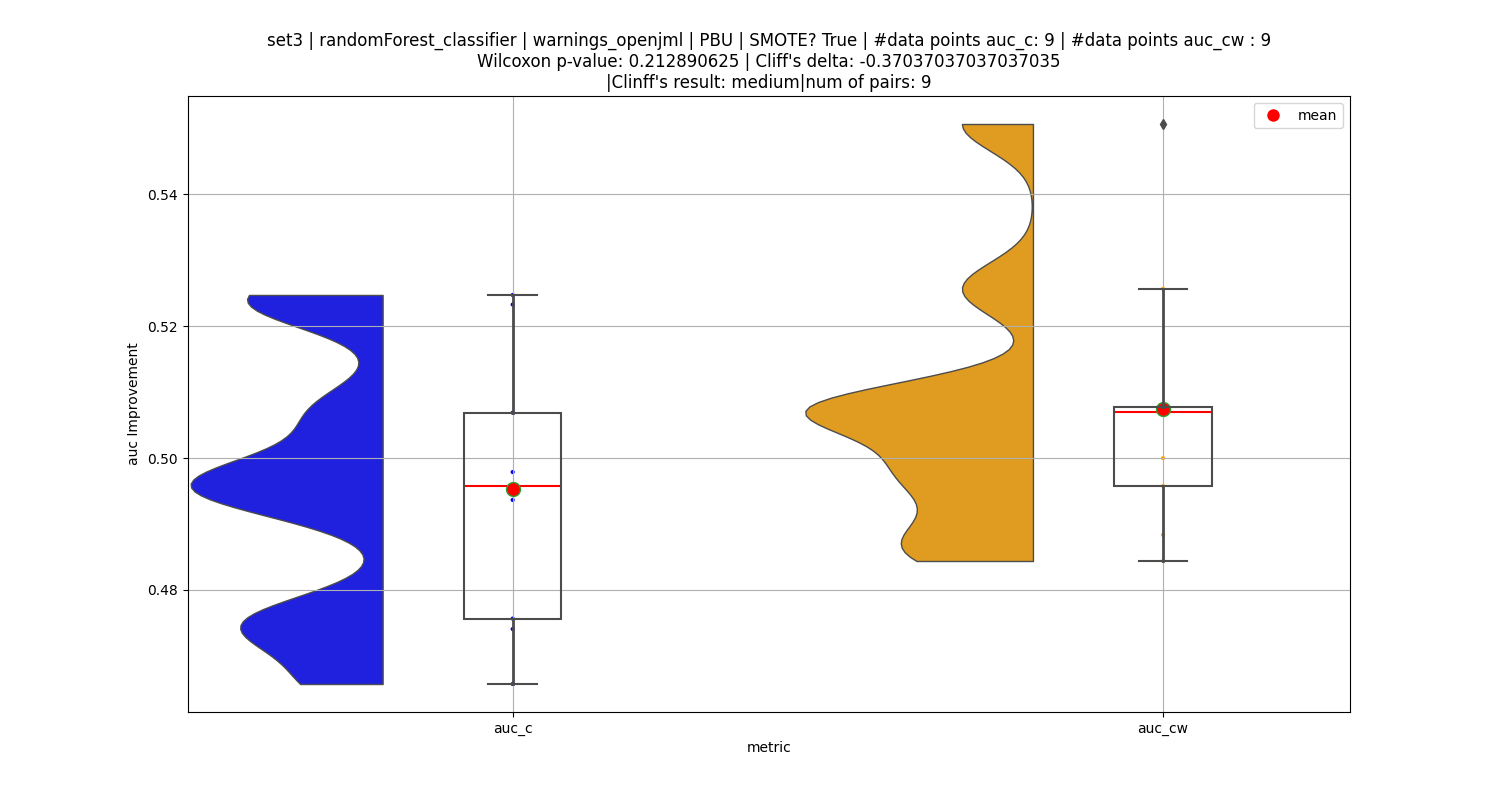 set3 | randomForest_classifier | warnings_openjml | PBU | SMOTE? True | #data points auc_c: 9 | #data points auc_cw : 9
Wilcoxon p-value: 0.212890625 | Cliff's delta: -0.37037037037037035
|Clinff's result: medium|num of pairs: 9
mean
0.54
0.52
0.50
0.48
auc Improvement
auc_c
auc_cw
metric